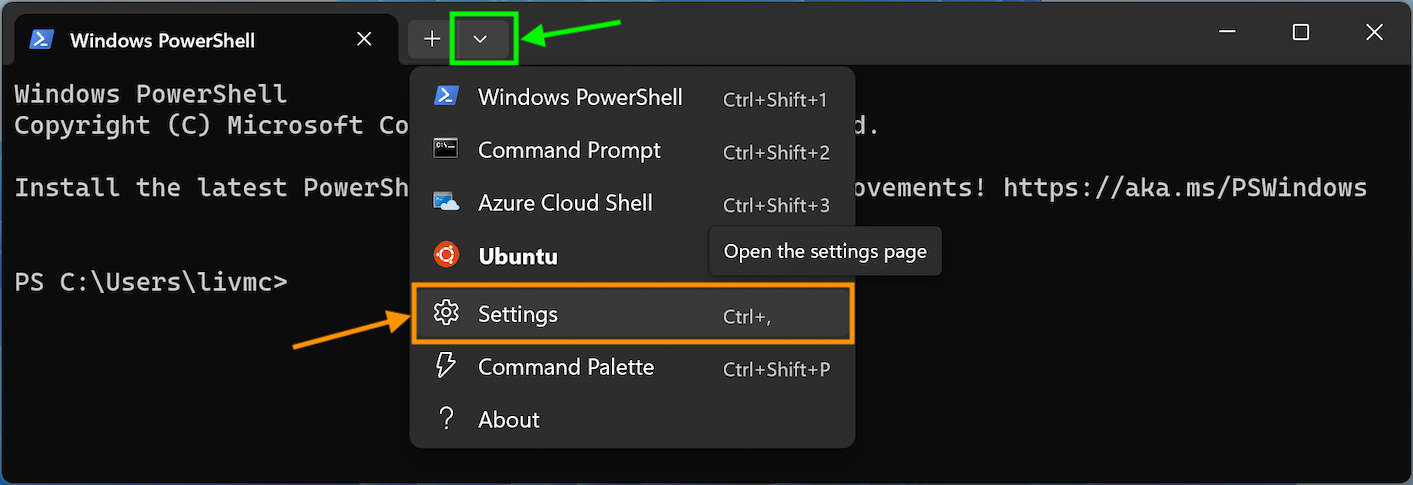 Windows PowerShell
Windows PowerShell
Copyright (C) Microsoft Co d.
Install the latest PowerSh ovements! https://aka.ms/PSWindows
PS C:\Users\livmc>
Windows PowerShell Ctrl+Shift+1
Command Prompt Ctrl+Shift+2
Azure Cloud Shell Ctrl+Shift+3
Ubuntu
Open the settings page
Settings Ctrl+,
Command Palette Ctrl+Shift+P
About